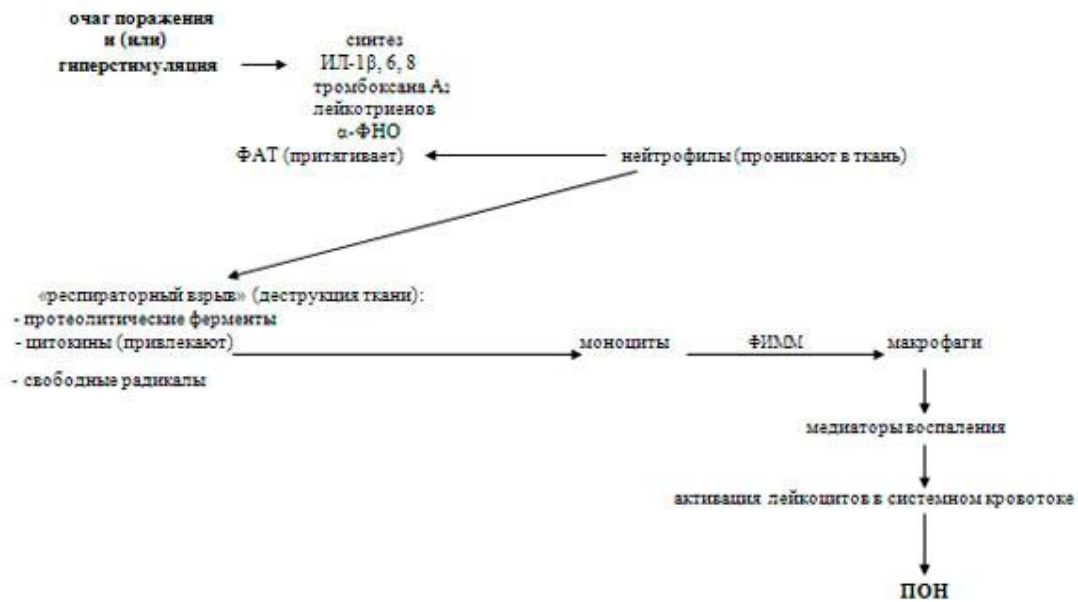 очаг поражения
и (или)
гиперстимуляция
синтез
ИЛ-1β, 6, 8
тромбоксана А₂
лейкотриенов
α-ФНО
ФАТ (притягивает)
нейтрофилы (проникают в ткань)
«респираторный взрыв» (деструкция ткани):
- протеолитические ферменты
- цитокины (привлекают)
моноциты
ФИММ
макрофаги
- свободные радикалы
медиаторы воспаления
активация лейкоцитов в системном кровотоке
ПОН